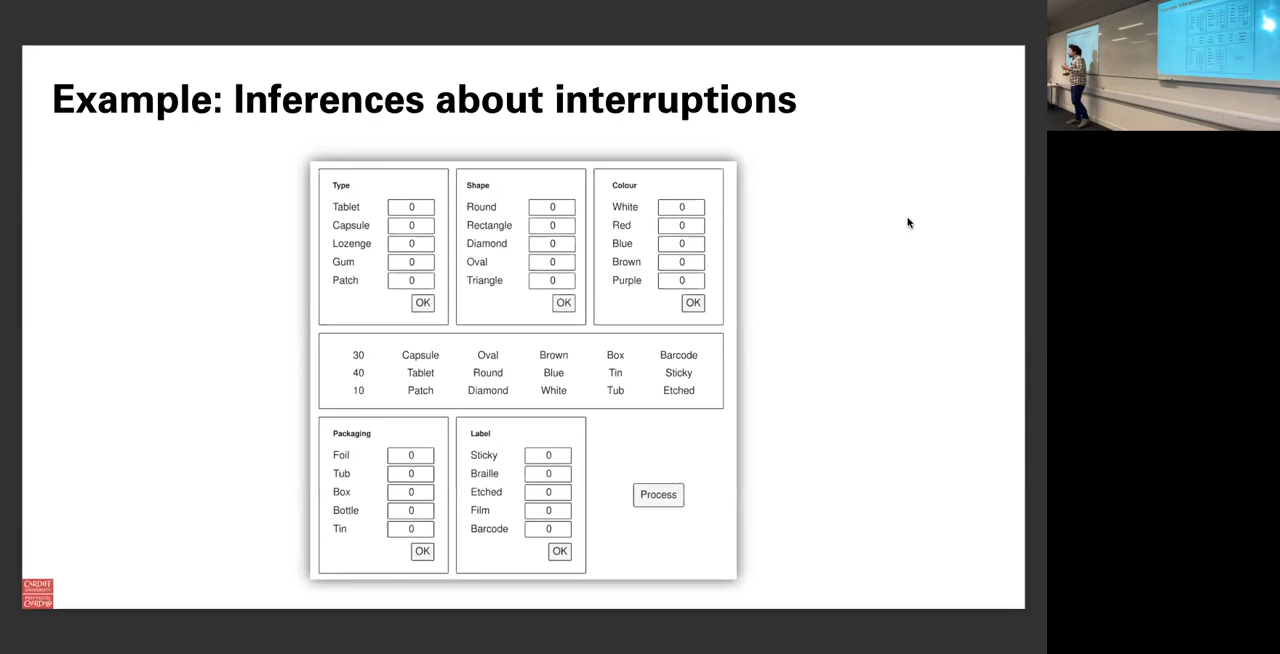 Example: Inferences about interruptions
Type
Tablet 0
Capsule 0
Lozenge 0
Gum 0
Patch 0
OK
Shape
Round 0
Rectangle 0
Diamond 0
Oval 0
Triangle 0
OK
Colour
White 0
Red 0
Blue 0
Brown 0
Purple 0
OK
30 Capsule Oval Brown Box Barcode
40 Tablet Round Blue Tin Sticky
10 Patch Diamond White Tub Etched
Packaging
Foil 0
Tub 0
Box 0
Bottle 0
Tin 0
OK
Label
Sticky 0
Braille 0
Etched 0
Film 0
Barcode 0
OK
Process
CARDIFF
UNIVERSITY
PRIFYSGOL
CAERDYDD